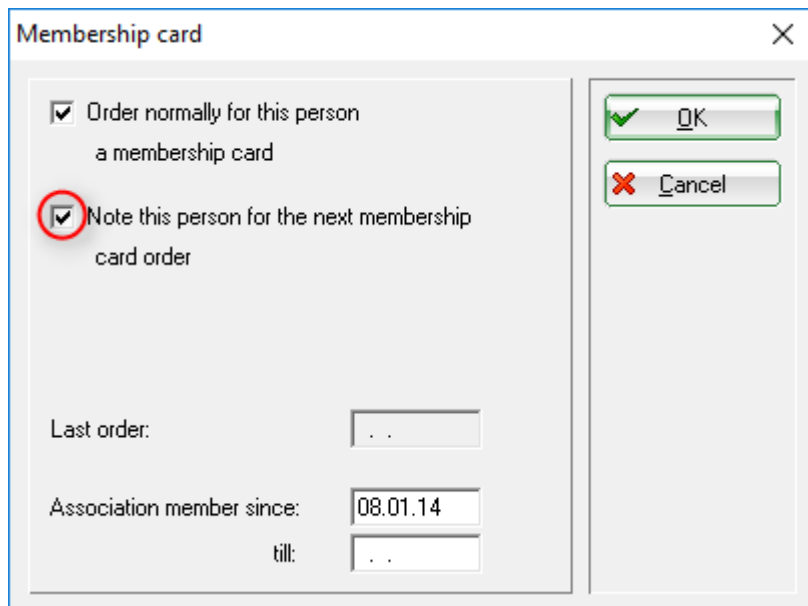 Membership card
Order normally for this person
a membership card
OK
Note this person for the next membership
card order
Cancel
Last order:
. .
Association member since:
08.01.14
till:
. .